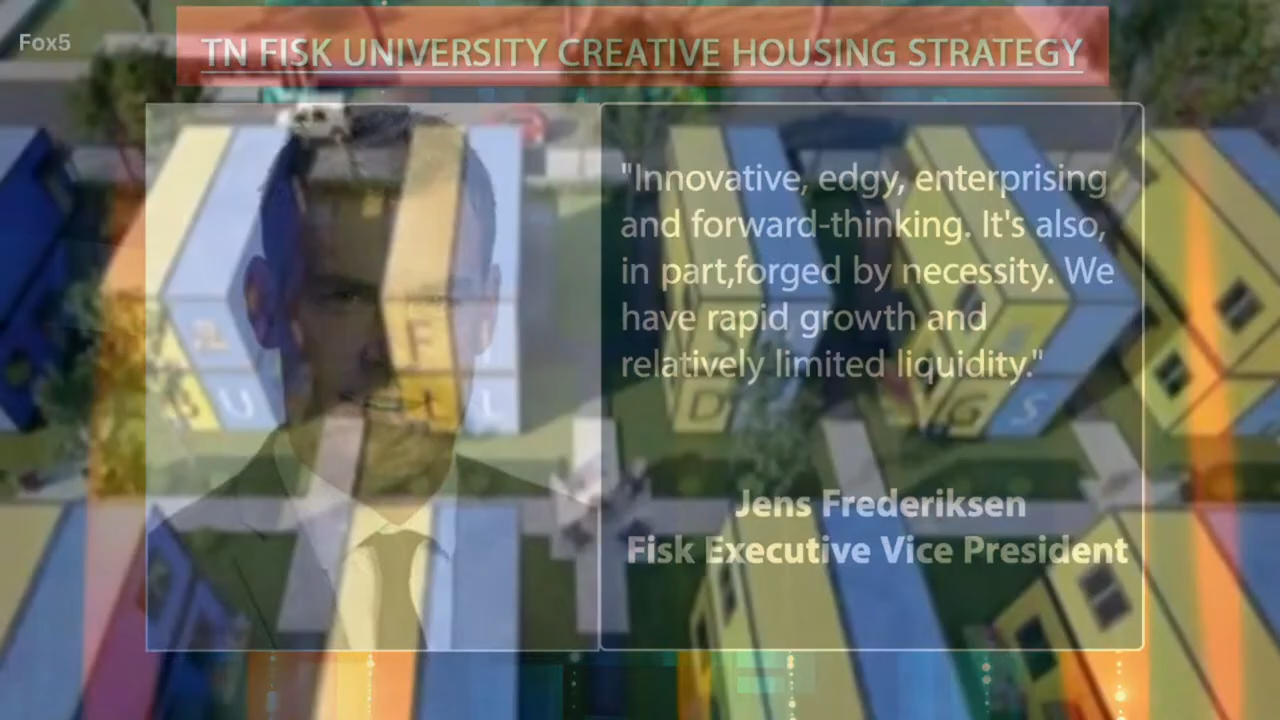 Fox5
TN FISK UNIVERSITY CREATIVE HOUSING STRATEGY
"Innovative, edgy, enterprising
and forward-thinking. It's also,
in part,forged by necessity. We
have rapid growth and
relatively limited liquidity."
Jens Frederiksen
Fisk Executive Vice President